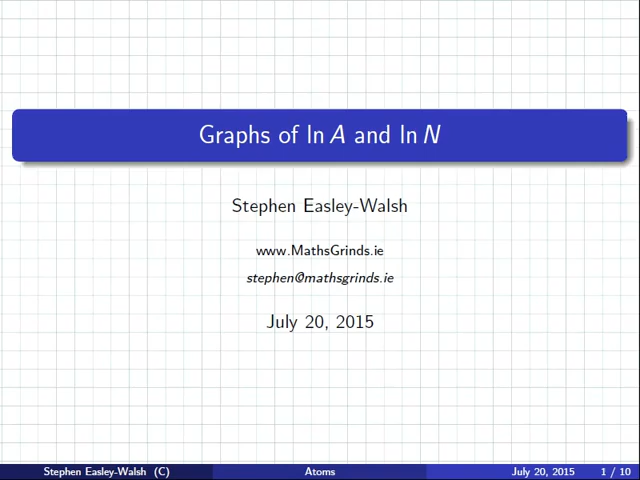 Graphs of ln A and ln N
Stephen Easley-Walsh
www.MathsGrinds.ie
stephen@mathsgrinds.ie
July 20, 2015
Stephen Easley-Walsh (C) Atoms July 20, 2015 1 / 10